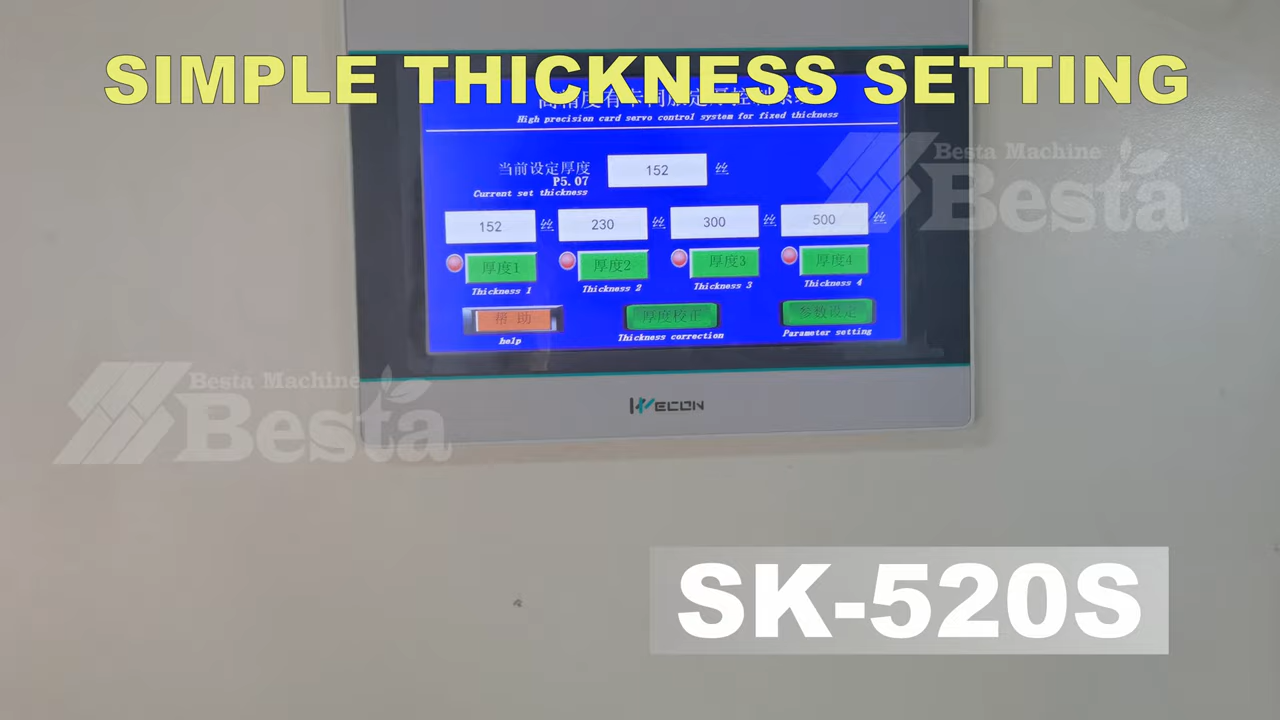 SIMPLE THICKNESS SETTING
High precision card servo control system for fixed thickness
当前设定厚度 152 丝
P5.07
Current set thickness
152 丝 230 丝 300 丝 500 丝
厚度1 厚度2 厚度3 厚度4
Thickness 1 Thickness 2 Thickness 3 Thickness 4
帮助 厚度校正 参数设定
help Thickness correction Parameter setting
WECON
Besta Machine
Besta
Besta Machine
Besta
SK-520S